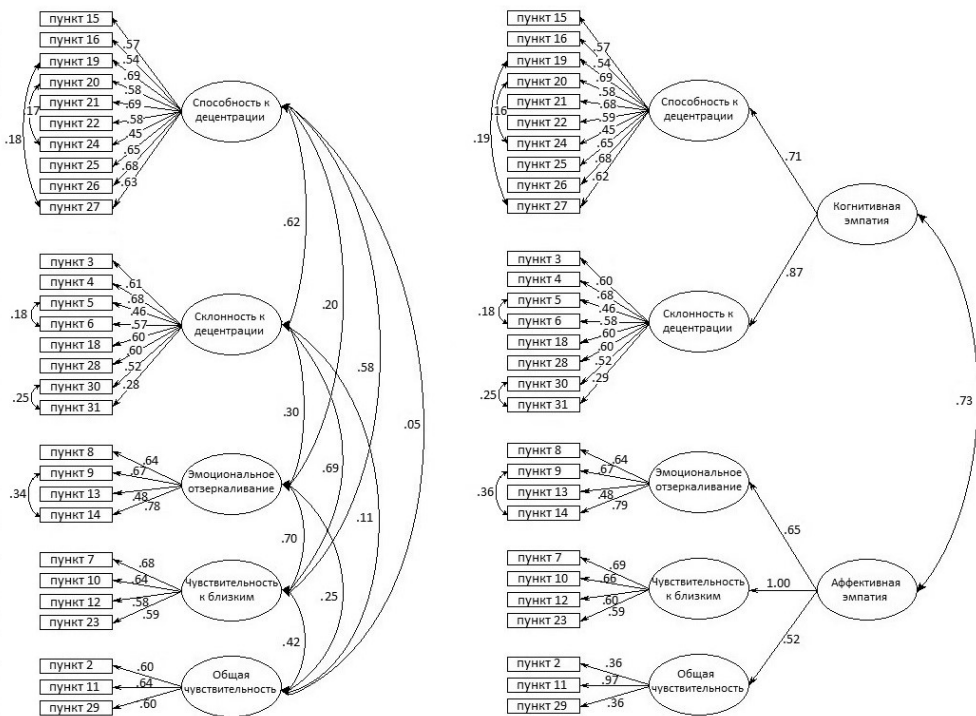 пункт 15
пункт 16
пункт 19
пункт 20
пункт 21
пункт 22
пункт 24
пункт 25
пункт 26
пункт 27
.57
.54
.69
.58
.69
.58
.45
.65
.68
.63
.17
.18
Способность к
децентрации
пункт 3
пункт 4
пункт 5
пункт 6
пункт 18
пункт 28
пункт 30
пункт 31
.61
.68
.46
.57
.60
.60
.52
.28
.18
.25
Склонность к
децентрации
пункт 8
пункт 9
пункт 13
пункт 14
.64
.67
.48
.78
.34
Эмоциональное
отзеркаливание
пункт 7
пункт 10
пункт 12
пункт 23
.68
.64
.58
.59
Чувствительность
к близким
пункт 2
пункт 11
пункт 29
.60
.64
.60
Общая
чувствительность
.62
.20
.58
.05
.30
.69
.11
.70
.25
.42
пункт 15
пункт 16
пункт 19
пункт 20
пункт 21
пункт 22
пункт 24
пункт 25
пункт 26
пункт 27
.57
.54
.69
.58
.68
.59
.45
.65
.68
.62
.16
.19
Способность к
децентрации
пункт 3
пункт 4
пункт 5
пункт 6
пункт 18
пункт 28
пункт 30
пункт 31
.60
.68
.46
.58
.60
.60
.52
.29
.18
.25
Склонность к
децентрации
пункт 8
пункт 9
пункт 13
пункт 14
.64
.67
.48
.79
.36
Эмоциональное
отзеркаливание
пункт 7
пункт 10
пункт 12
пункт 23
.69
.66
.60
.59
Чувствительность
к близким
пункт 2
пункт 11
пункт 29
.36
.97
.36
Общая
чувствительность
.71
.87
Когнитивная
эмпатия
.73
.65
1.00
.52
Аффективная
эмпатия